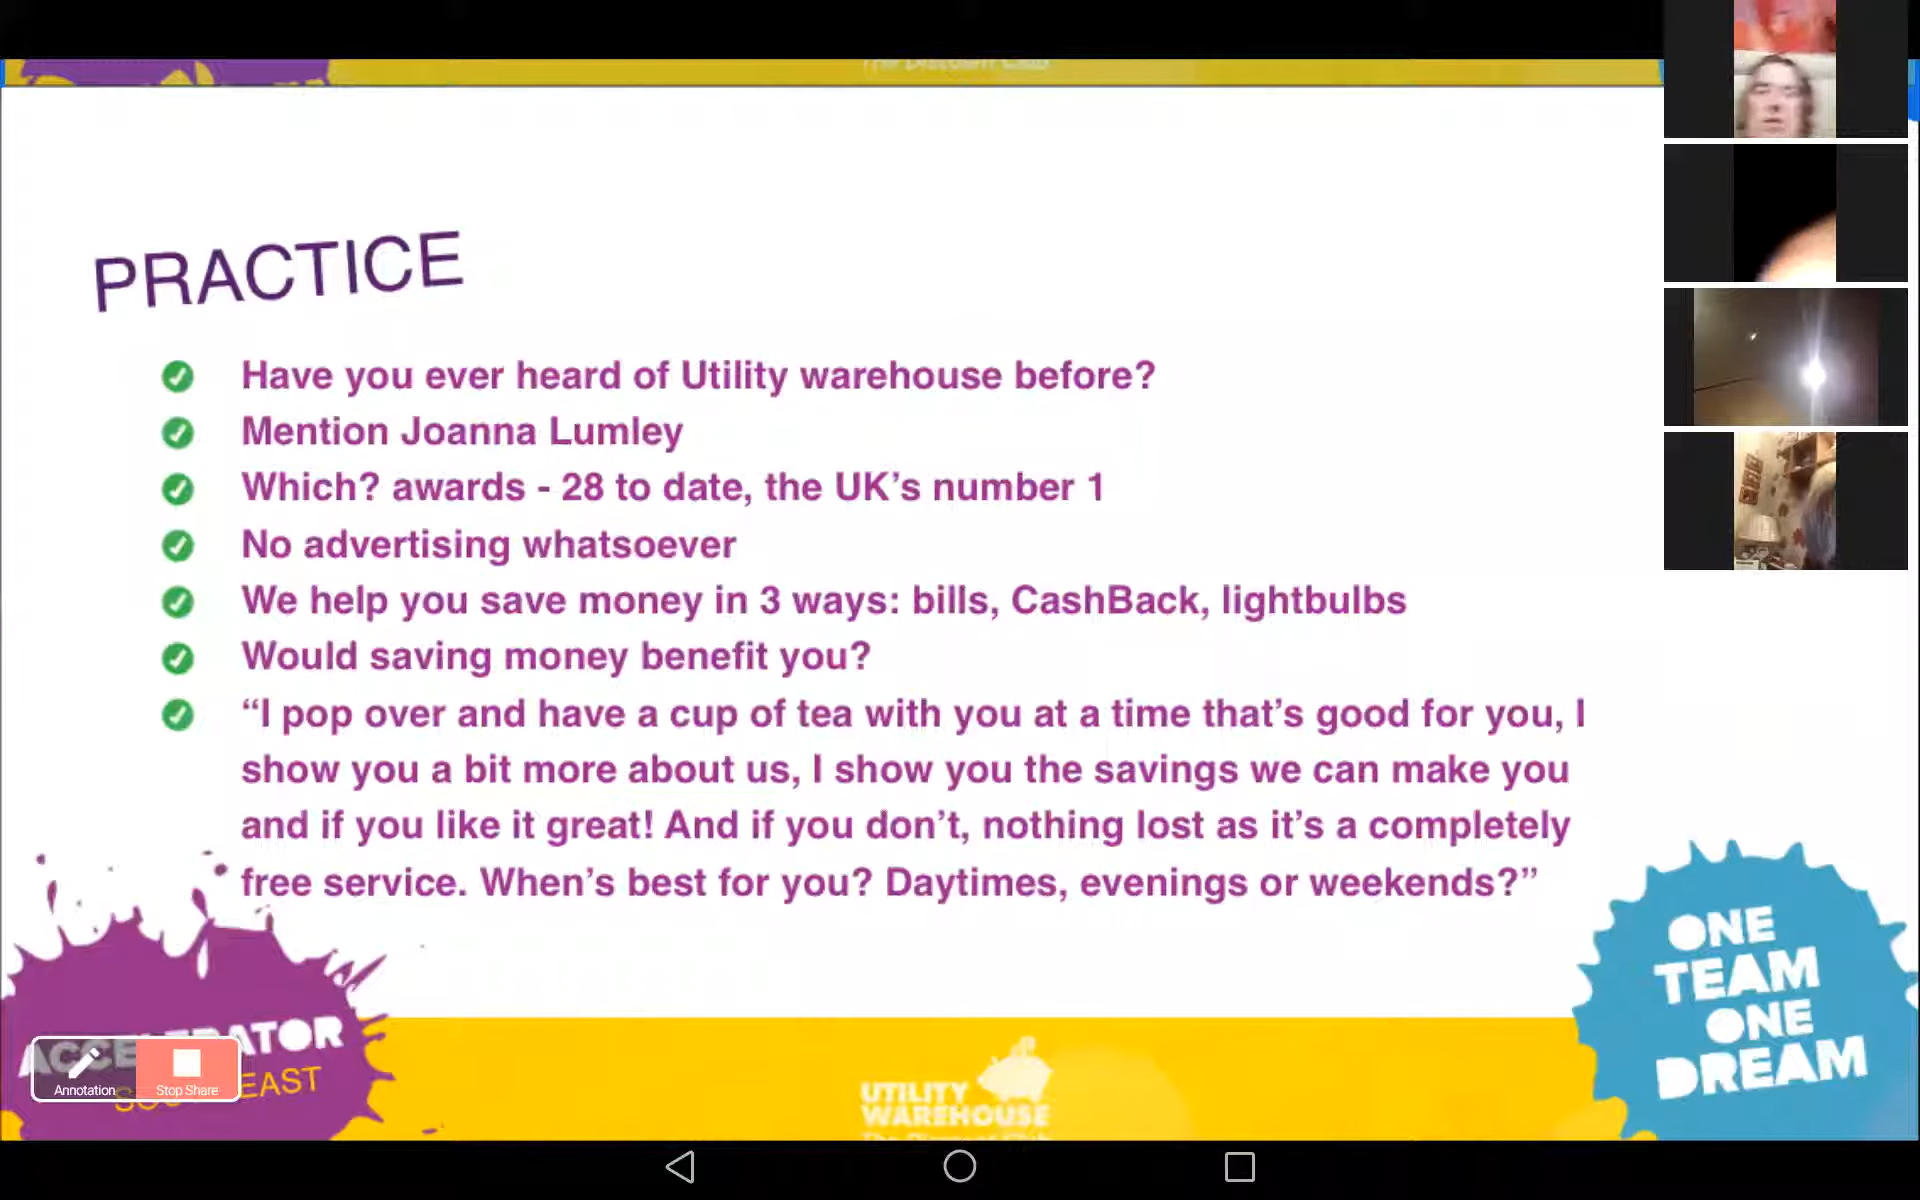 PRACTICE
Have you ever heard of Utility warehouse before?
Mention Joanna Lumley
Which? awards - 28 to date, the UK’s number 1
No advertising whatsoever
We help you save money in 3 ways: bills, CashBack, lightbulbs
Would saving money benefit you?
“I pop over and have a cup of tea with you at a time that’s good for you, I
show you a bit more about us, I show you the savings we can make you
and if you like it great! And if you don’t, nothing lost as it’s a completely
free service. When’s best for you? Daytimes, evenings or weekends?”
ONE
TEAM
ONE
DREAM
ACCELERATOR
EAST
Annotation
Stop Share
UTILITY
WAREHOUSE
The Discount Club